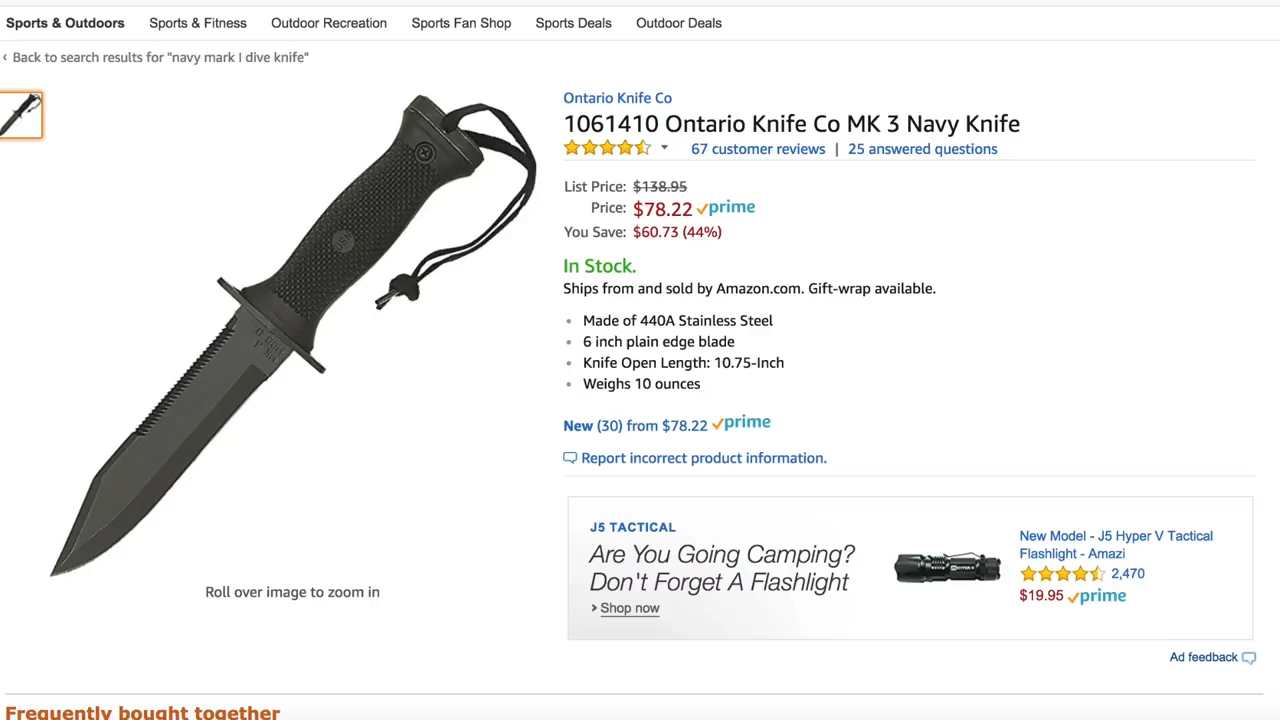 Sports & Outdoors Sports & Fitness Outdoor Recreation Sports Fan Shop Sports Deals Outdoor Deals
‹ Back to search results for "navy mark I dive knife"
Ontario Knife Co
1061410 Ontario Knife Co MK 3 Navy Knife
67 customer reviews | 25 answered questions
List Price: $138.95
Price: $78.22 prime
You Save: $60.73 (44%)
In Stock.
Ships from and sold by Amazon.com. Gift-wrap available.
• Made of 440A Stainless Steel
• 6 inch plain edge blade
• Knife Open Length: 10.75-Inch
• Weighs 10 ounces
New (30) from $78.22 prime
Report incorrect product information.
J5 TACTICAL
Are You Going Camping?
Don't Forget A Flashlight
› Shop now
New Model - J5 Hyper V Tactical
Flashlight - Amazi
2,470
$19.95 prime
Ad feedback
Roll over image to zoom in
Frequently bought together